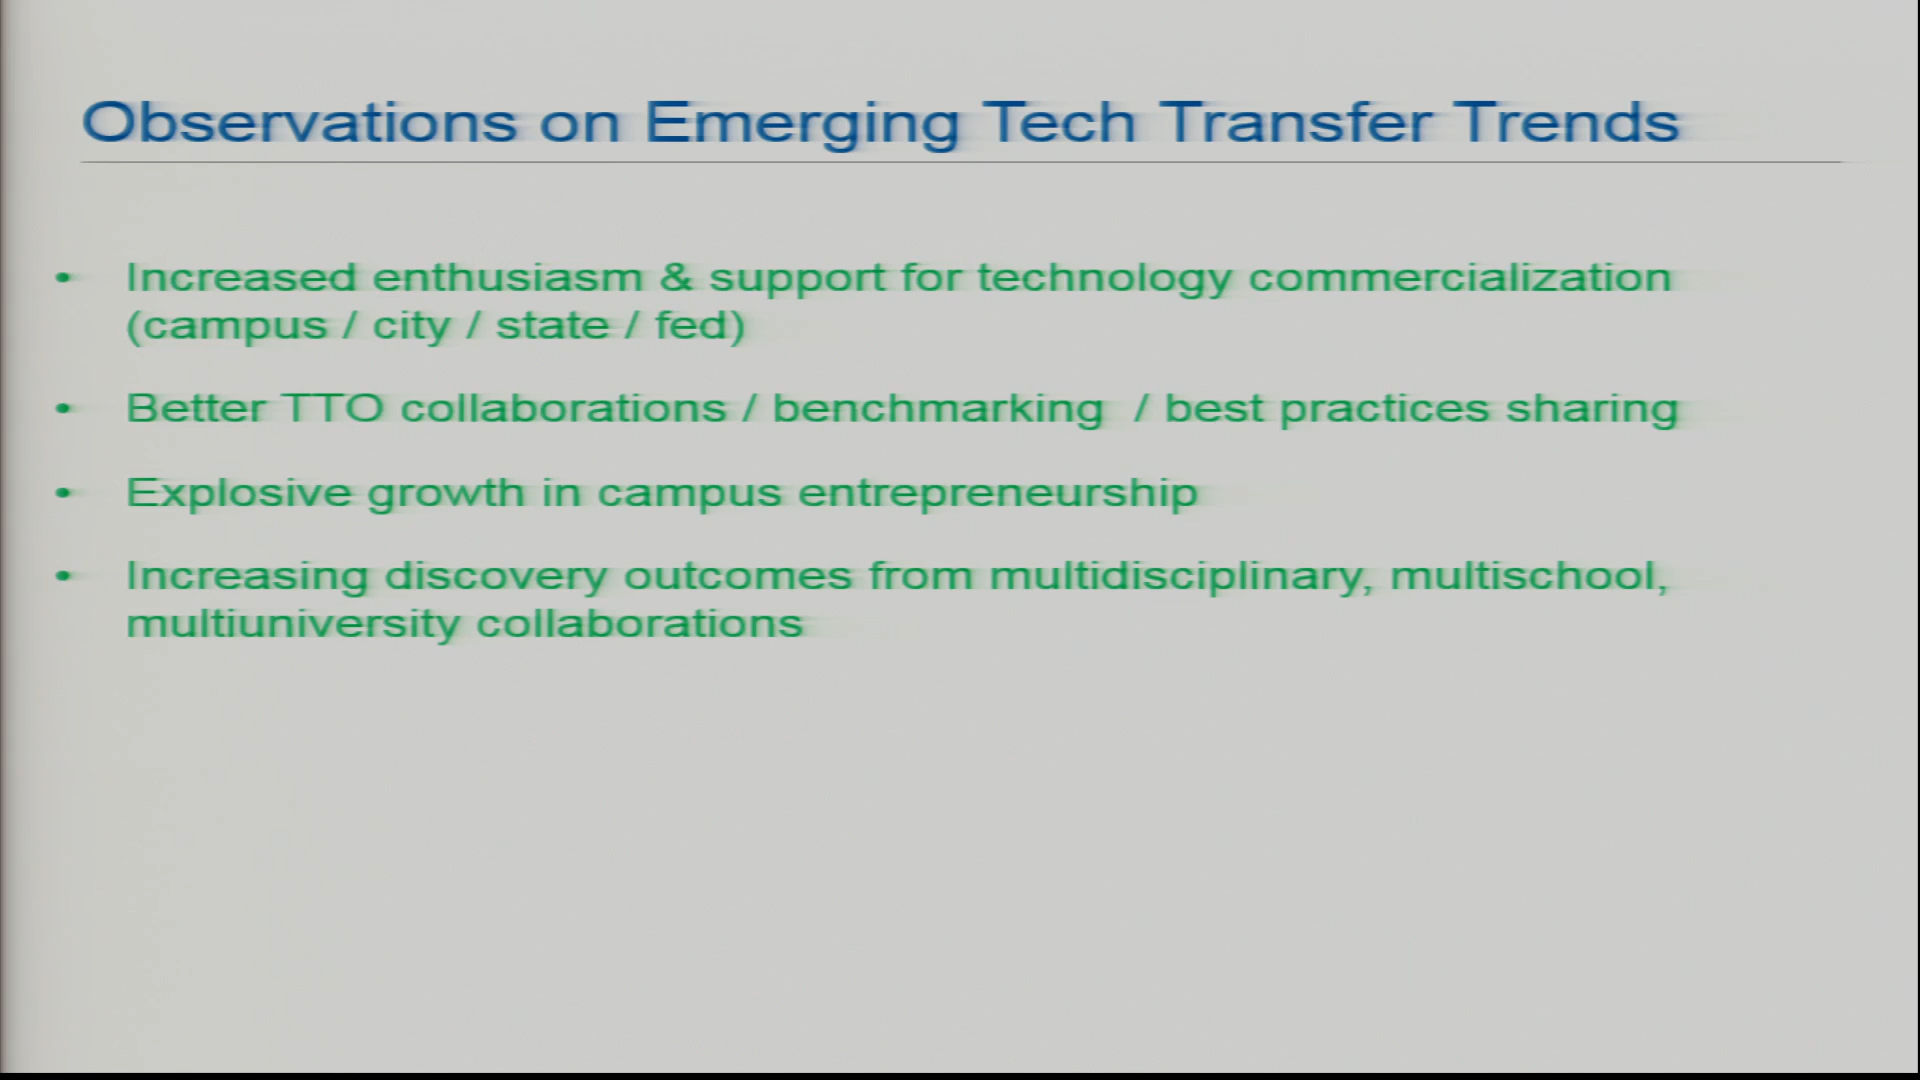 Observations on Emerging Tech Transfer Trends
• Increased enthusiasm & support for technology commercialization
(campus / city / state / fed)
• Better TTO collaborations / benchmarking / best practices sharing
• Explosive growth in campus entrepreneurship
• Increasing discovery outcomes from multidisciplinary, multischool,
multiuniversity collaborations